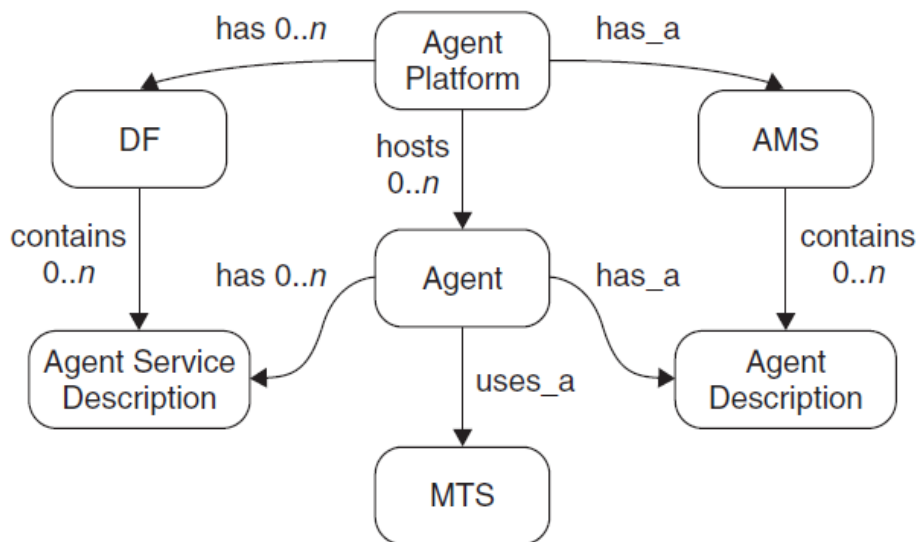 has 0..n
Agent
Platform
has_a
DF
hosts
0..n
AMS
contains
0..n
has 0..n
Agent
has_a
contains
0..n
Agent Service
Description
uses_a
Agent
Description
MTS